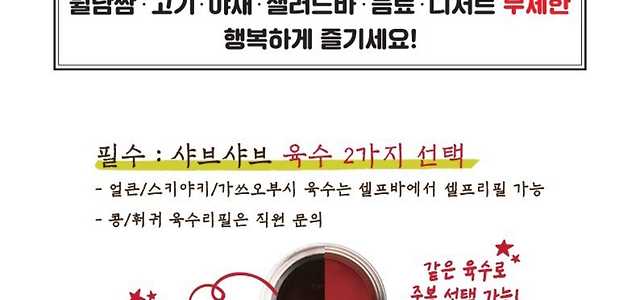 월남쌈 · 고기 · 야채 · 샐러드바 · 음료 · 디저트 무제한
행복하게 즐기세요!
필수 : 샤브샤브 육수 2가지 선택
- 얼큰/스키야키/가쓰오부시 육수는 셀프바에서 셀프리필 가능
- 콩/훠궈 육수리필은 직원 문의
같은 육수로
중복 선택 가능!